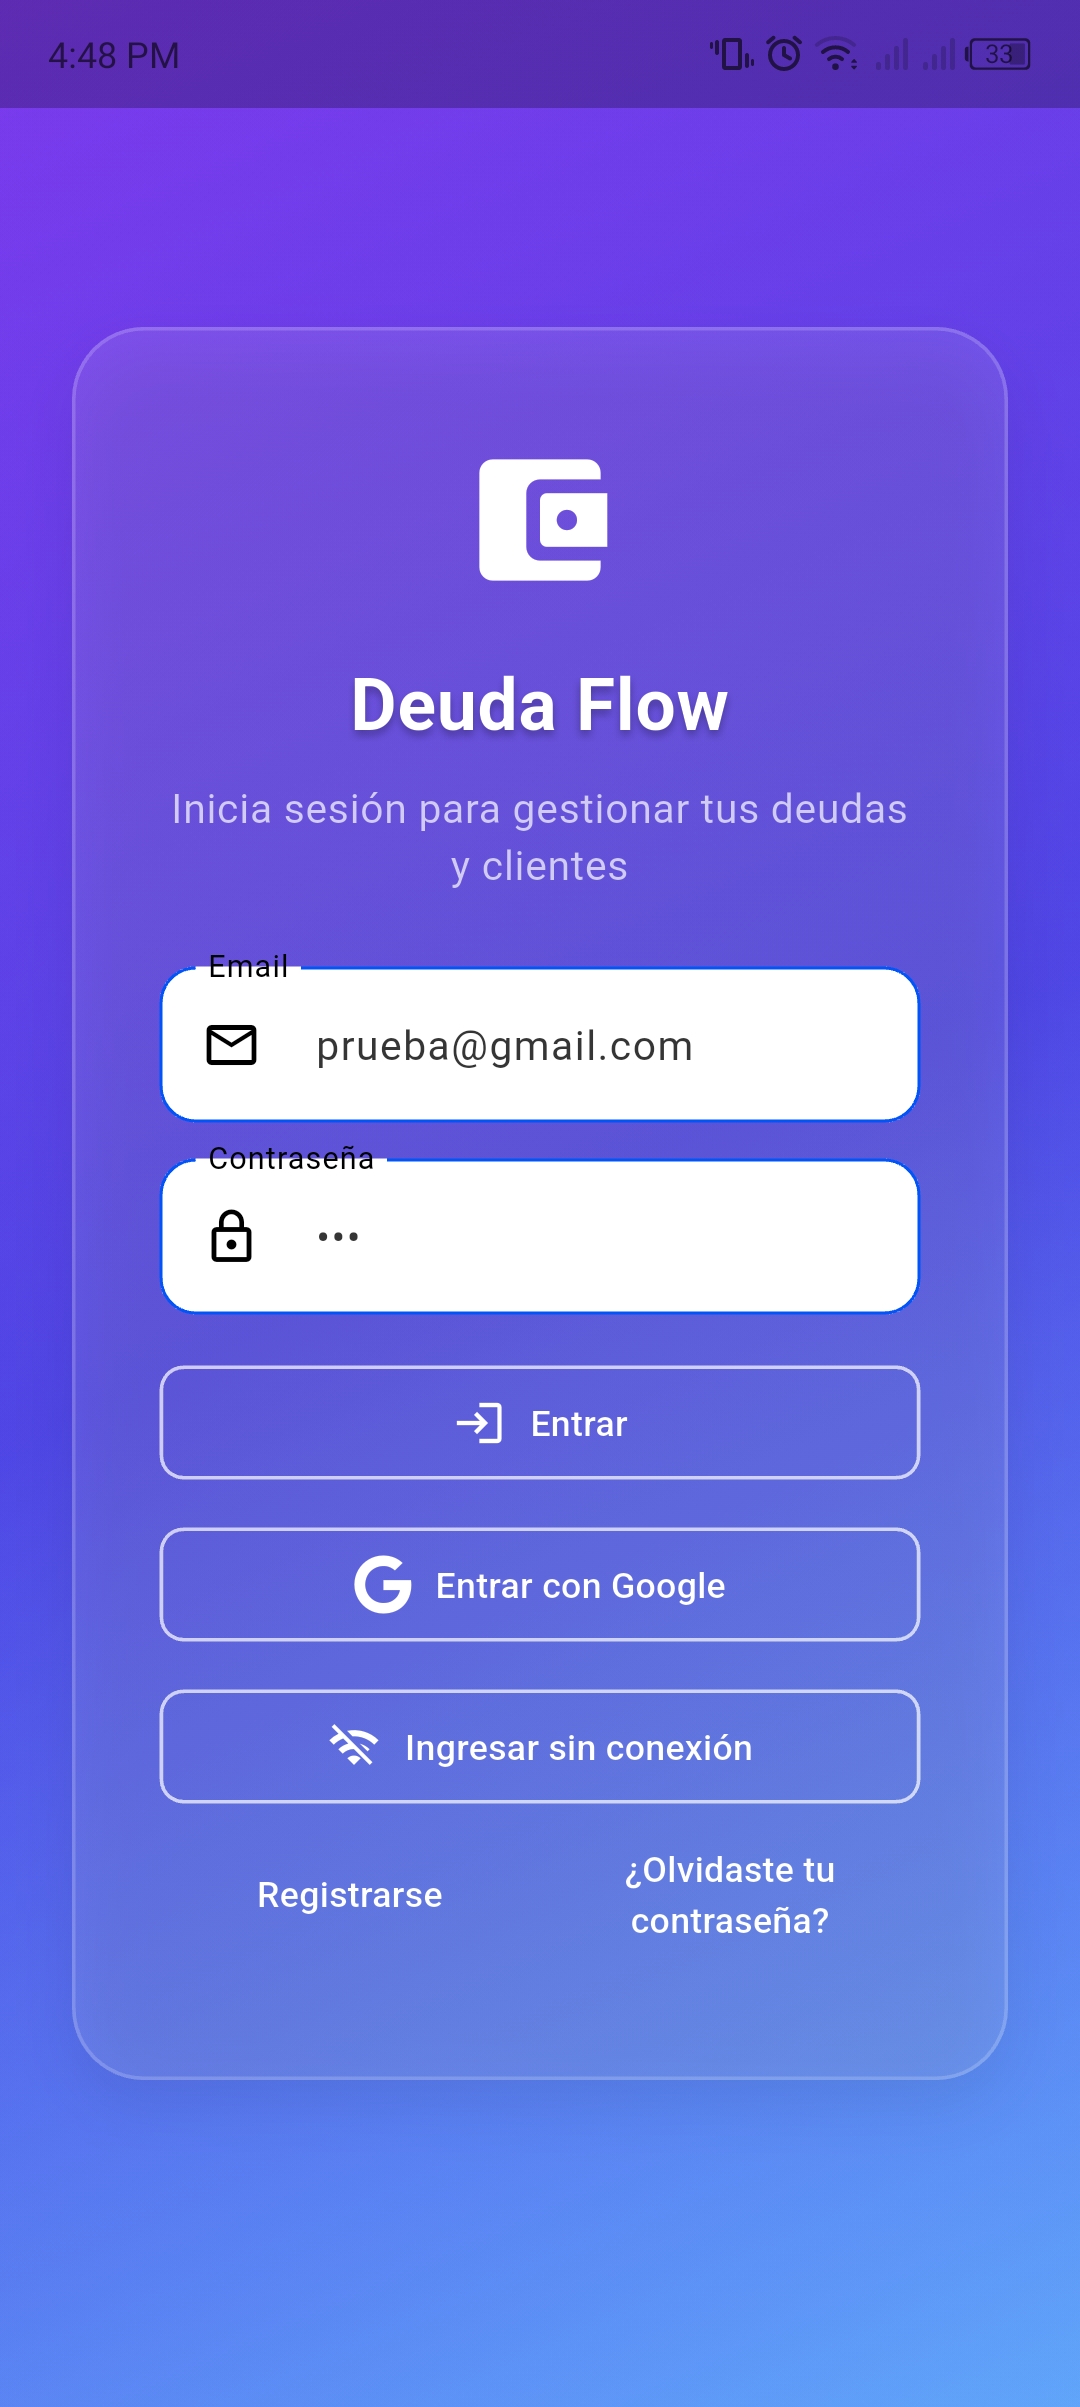 4:48 PM
33
Deuda Flow
Inicia sesión para gestionar tus deudas
y clientes
Email
prueba@gmail.com
Contraseña
•••
Entrar
Entrar con Google
Ingresar sin conexión
Registrarse
¿Olvidaste tu
contraseña?